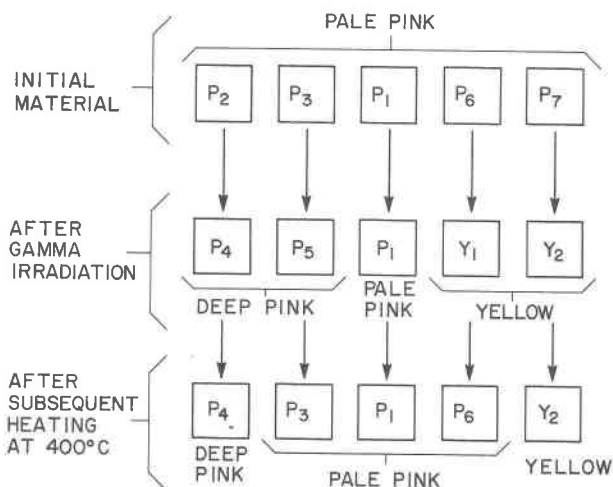 PALE PINK
INITIAL
MATERIAL
P2 P3 P1 P6 P7
AFTER
GAMMA
IRRADIATION
P4 P5 P1 Y1 Y2
DEEP PINK
PALE
PINK
YELLOW
AFTER
SUBSEQUENT
HEATING
AT 400°C
P4 P3 P1 P6 Y2
DEEP
PINK
PALE PINK
YELLOW